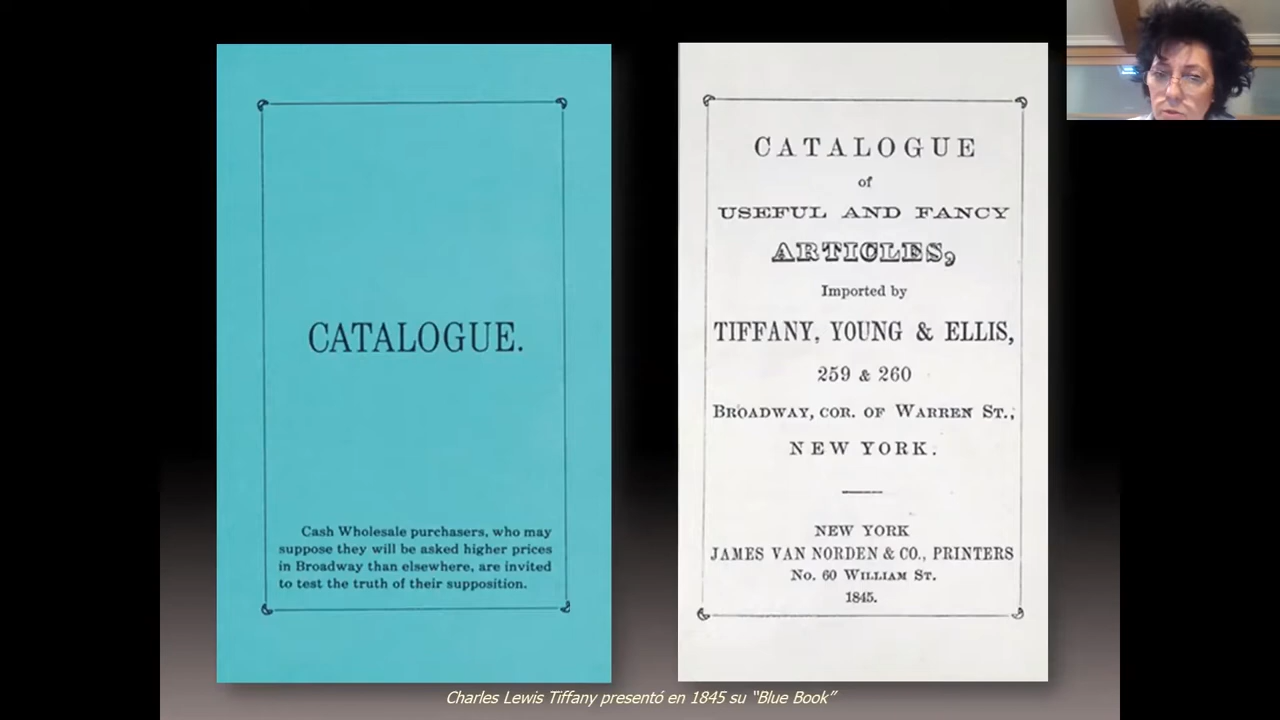 CATALOGUE.
Cash Wholesale purchasers, who may
suppose they will be asked higher prices
in Broadway than elsewhere, are invited
to test the truth of their supposition.
CATALOGUE
of
USEFUL AND FANCY
ARTICLES,
Imported by
TIFFANY, YOUNG & ELLIS,
259 & 260
BROADWAY, COR. OF WARREN ST.,
NEW YORK.
NEW YORK
JAMES VAN NORDEN & CO., PRINTERS
No. 60 WILLIAM ST.
1845.
Charles Lewis Tiffany presentó en 1845 su "Blue Book"